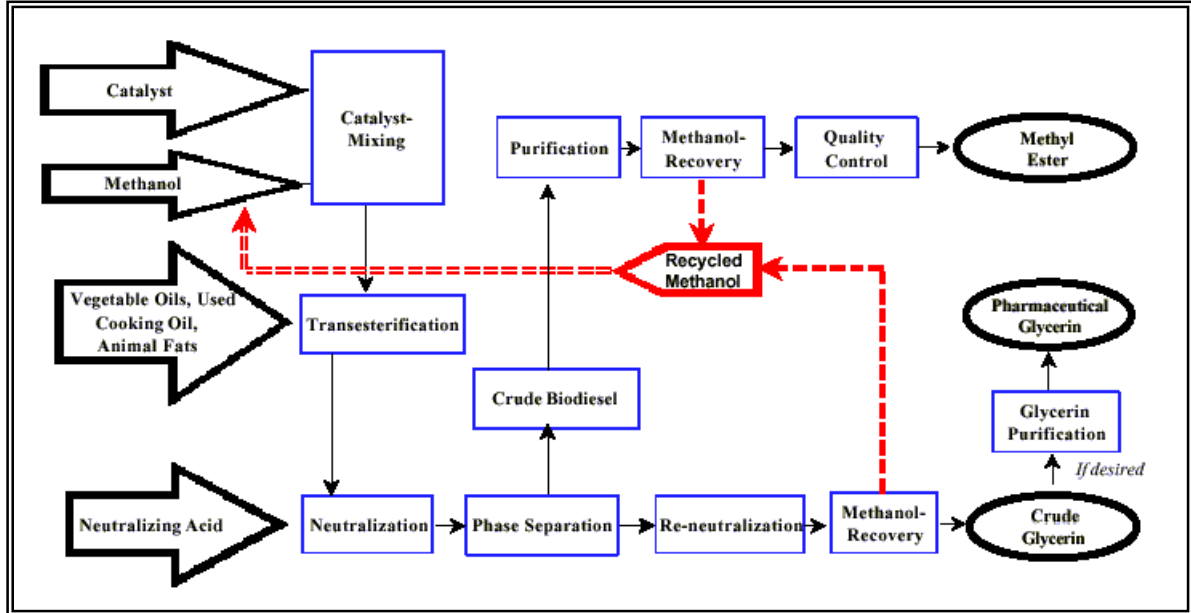 Catalyst
Catalyst-
Mixing
Methanol
Purification
Methanol-
Recovery
Quality
Control
Methyl
Ester
Recycled
Methanol
Vegetable Oils, Used
Cooking Oil,
Animal Fats
Transesterification
Pharmaceutical
Glycerin
Crude Biodiesel
Glycerin
Purification
If desired
Neutralizing Acid
Neutralization
Phase Separation
Re-neutralization
Methanol-
Recovery
Crude
Glycerin